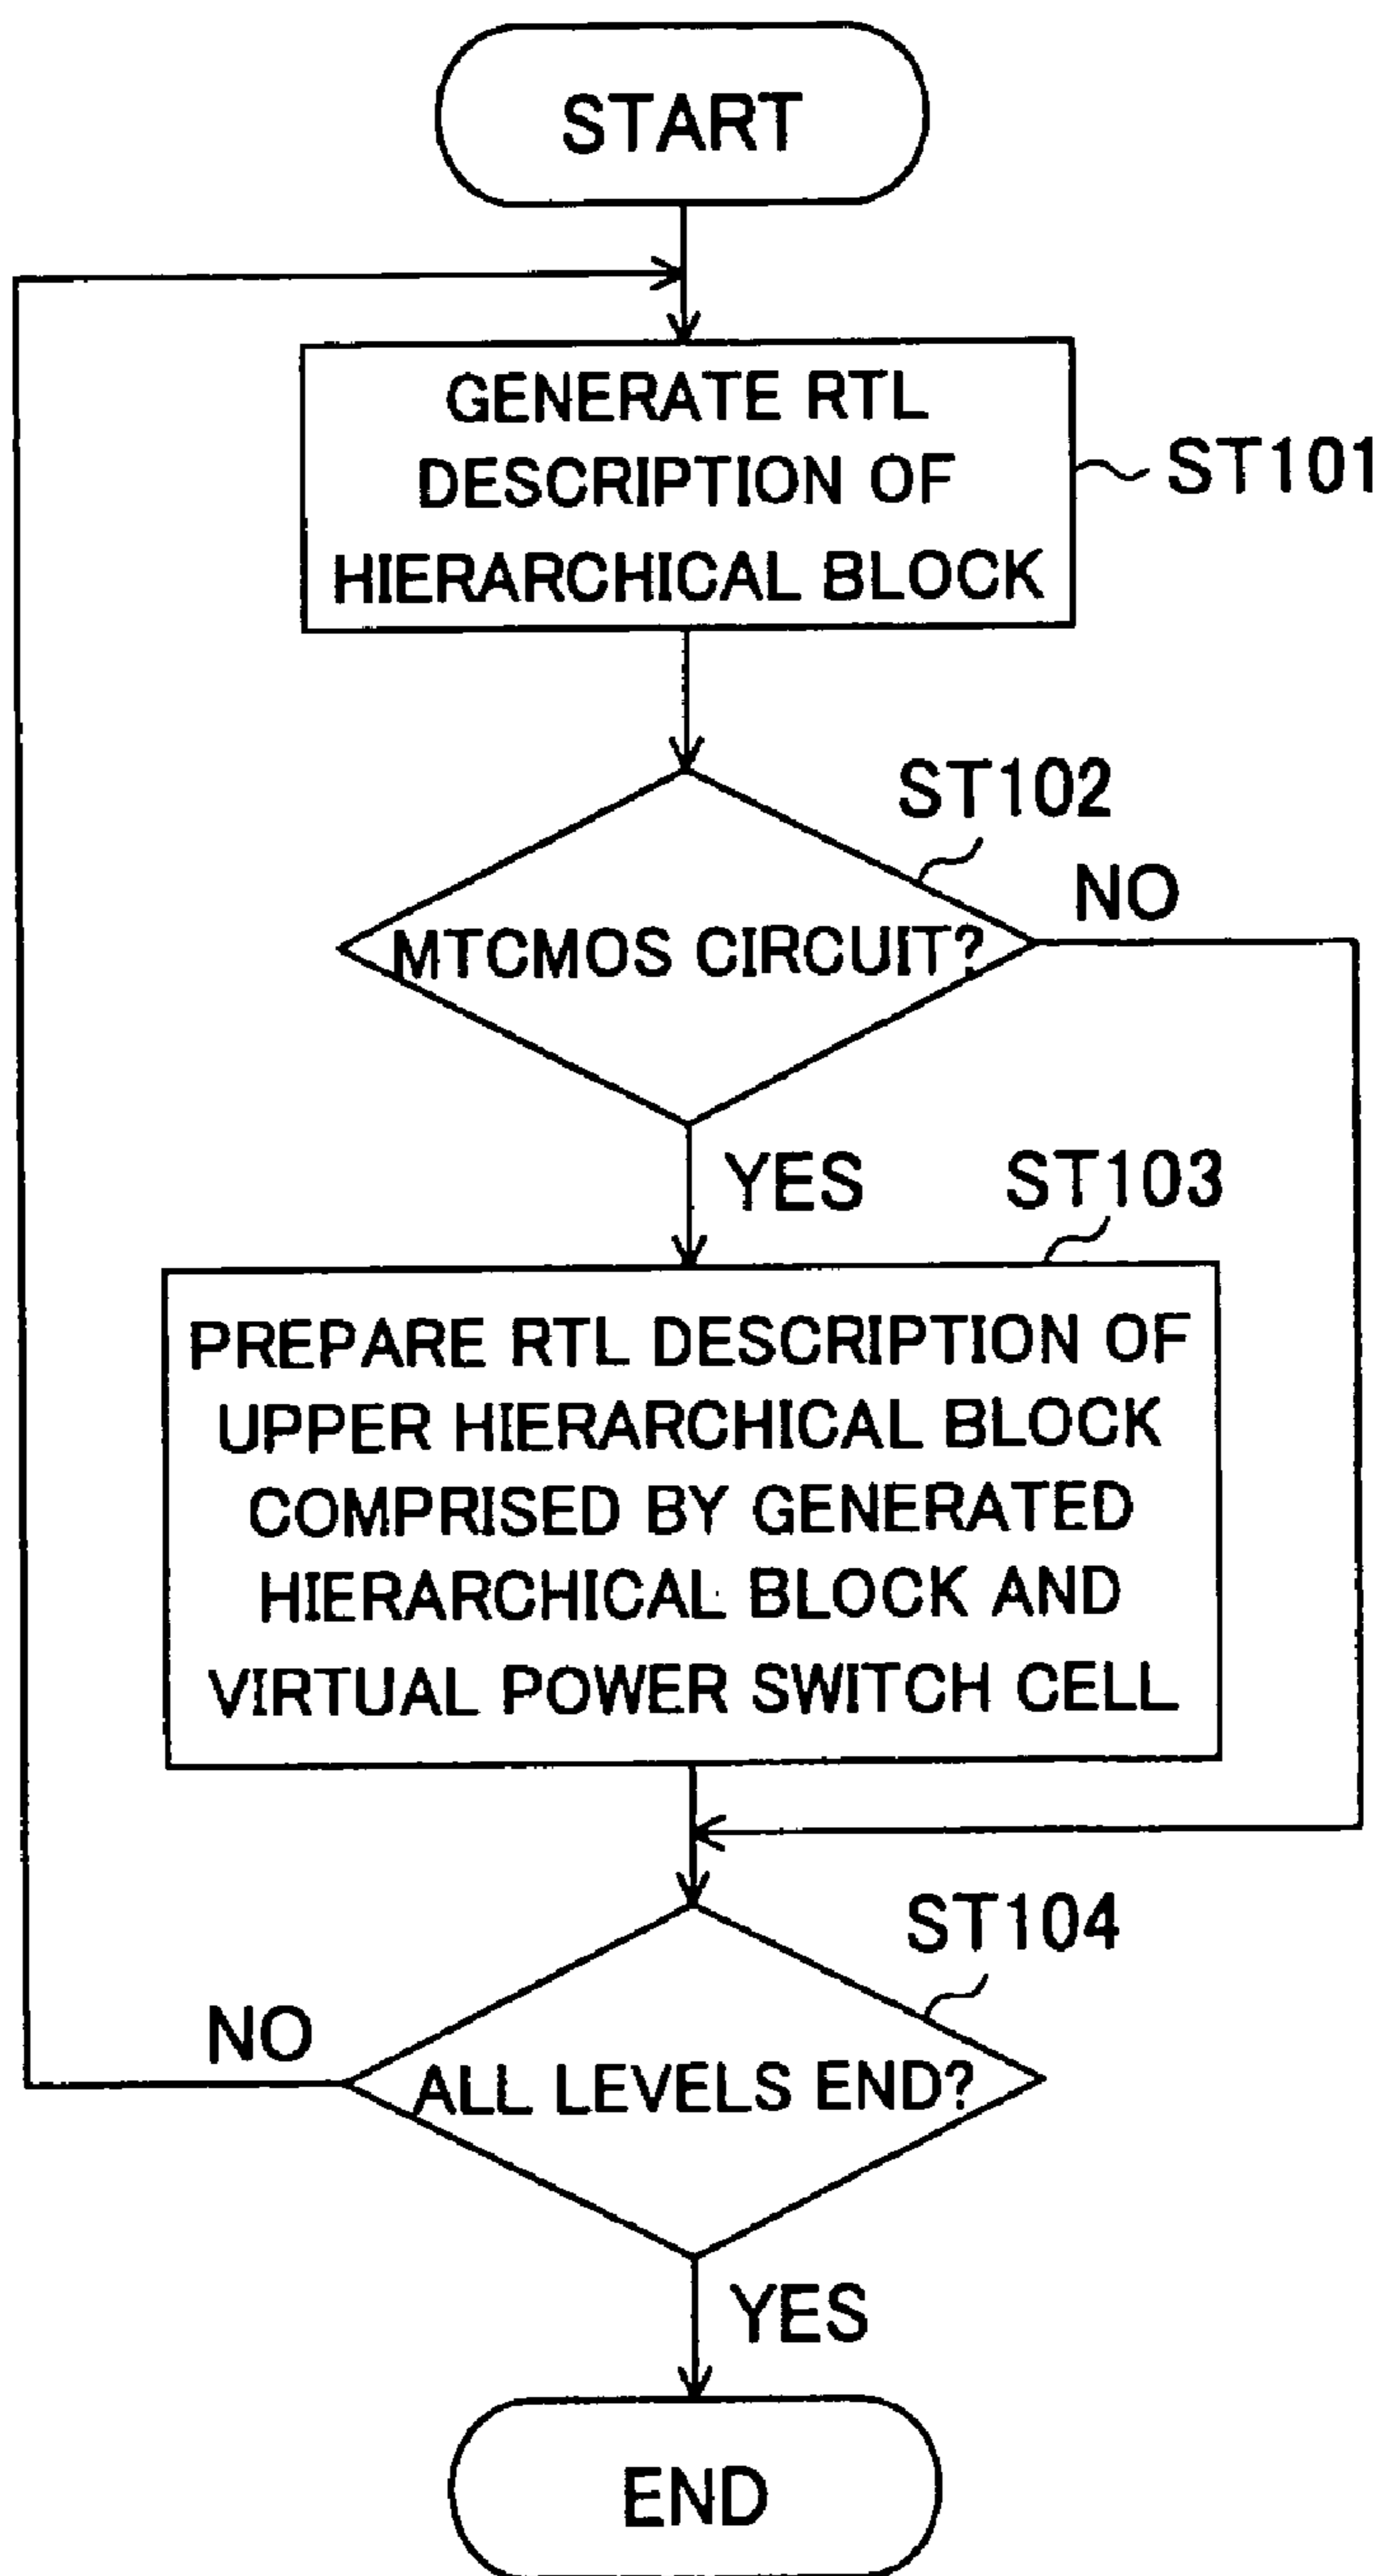 START
GENERATE RTL
DESCRIPTION OF
HIERARCHICAL BLOCK
ST101
ST102
MTCMOS CIRCUIT?
NO
YES
ST103
PREPARE RTL DESCRIPTION OF
UPPER HIERARCHICAL BLOCK
COMPRISED BY GENERATED
HIERARCHICAL BLOCK AND
VIRTUAL POWER SWITCH CELL
ST104
NO
ALL LEVELS END?
YES
END